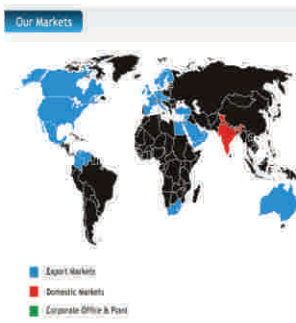 Our Markets
Export Markets
Domestic Markets
Corporate Office & Plant